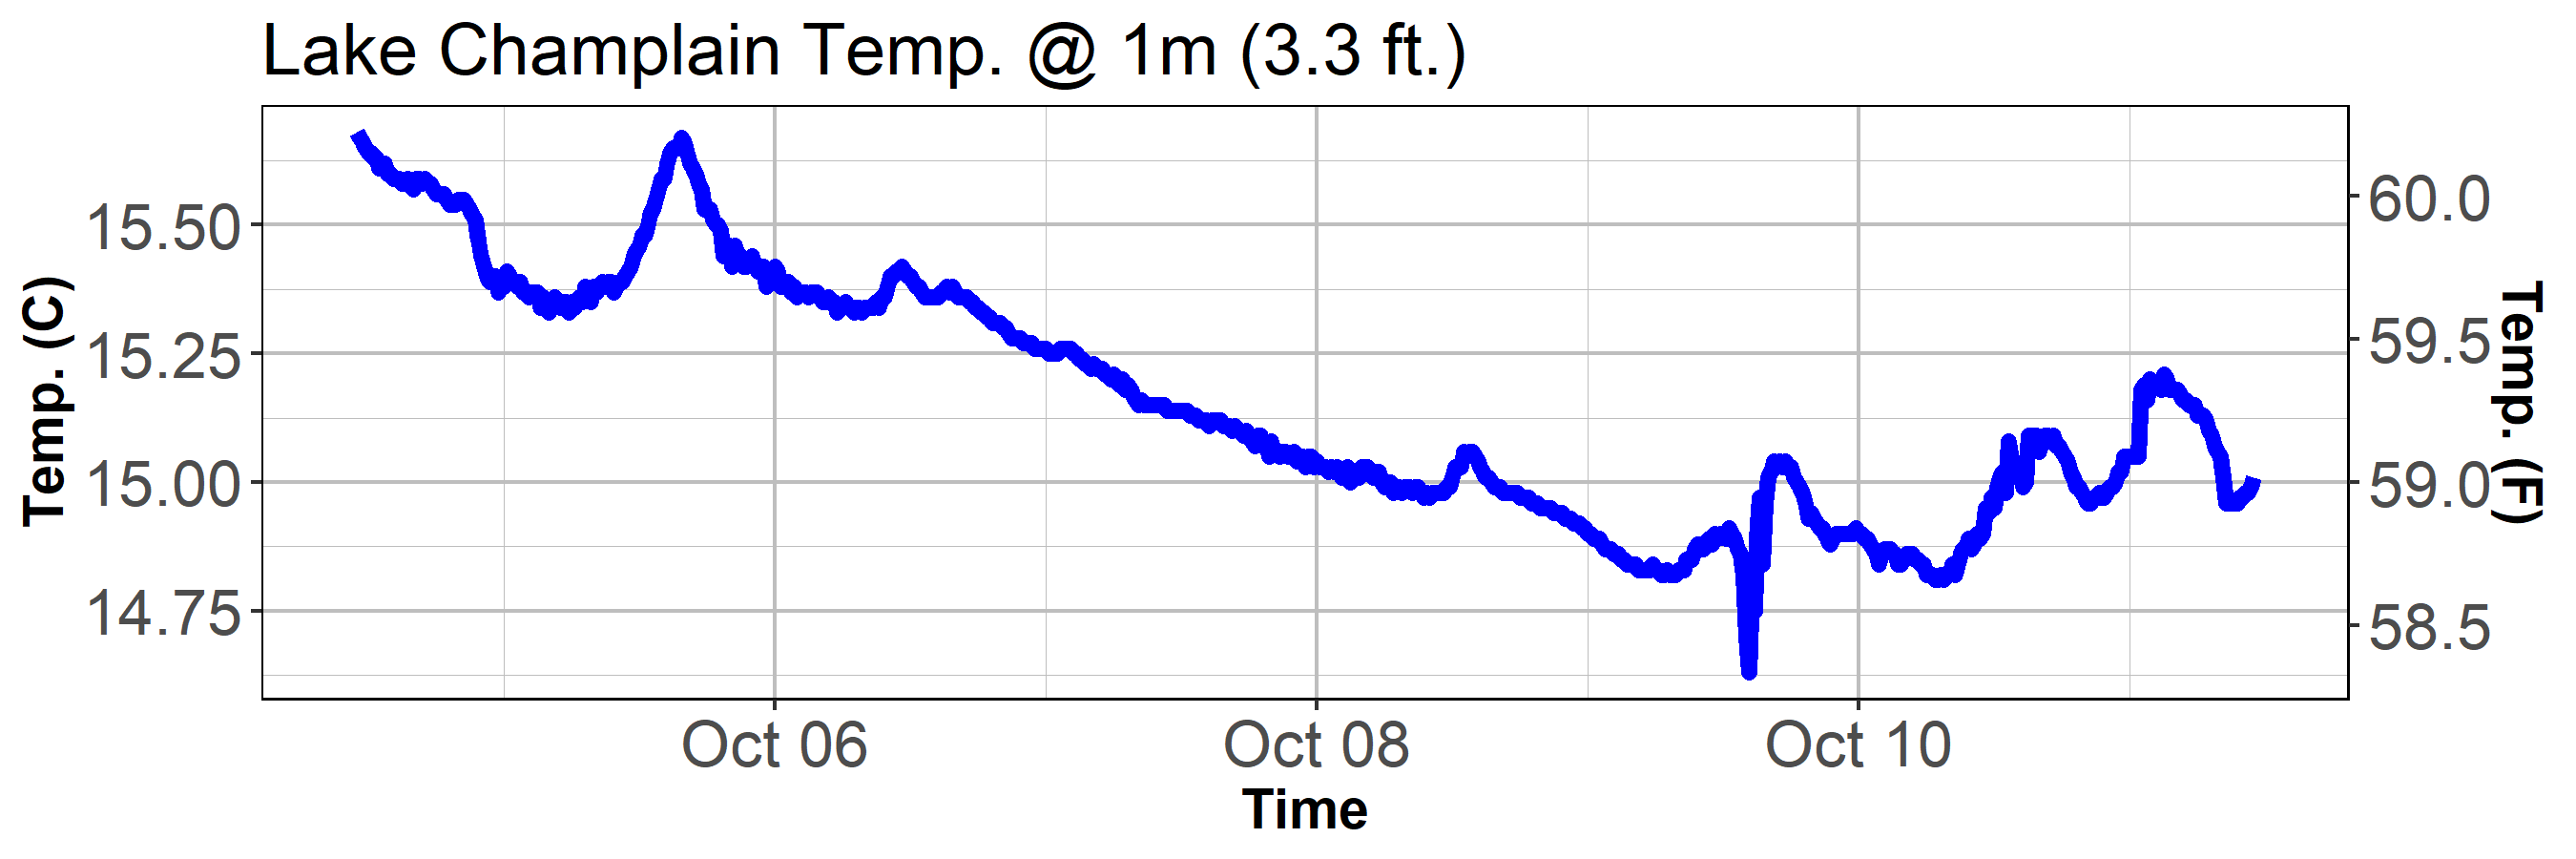 Lake Champlain Temp. @ 1m (3.3 ft.)
Temp. (C)
15.50
15.25
15.00
14.75
60.0
59.5
59.0
58.5
Temp. (F)
Oct 06
Oct 08
Oct 10
Time